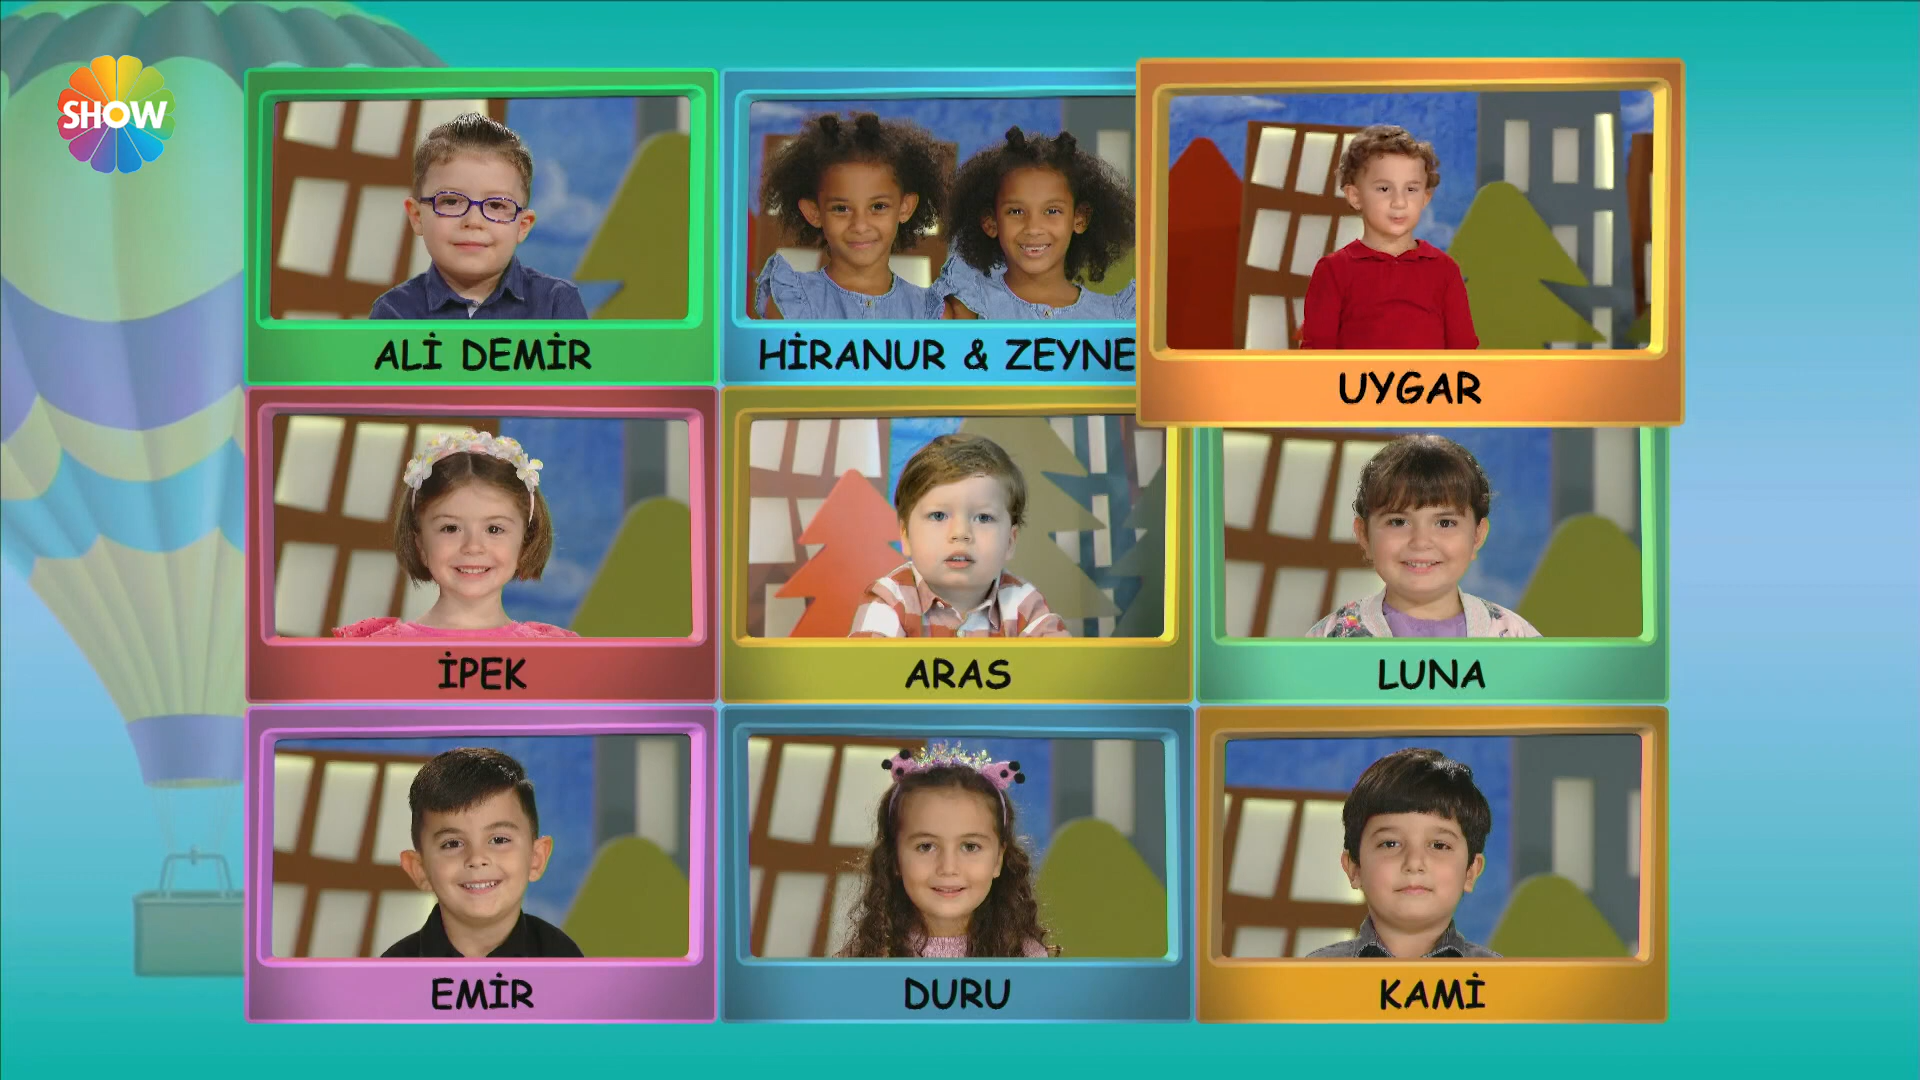 SHOW
ALİ DEMİR
HİRANUR & ZEYNE
UYGAR
İPEK
ARAS
LUNA
EMİR
DURU
KAMİ